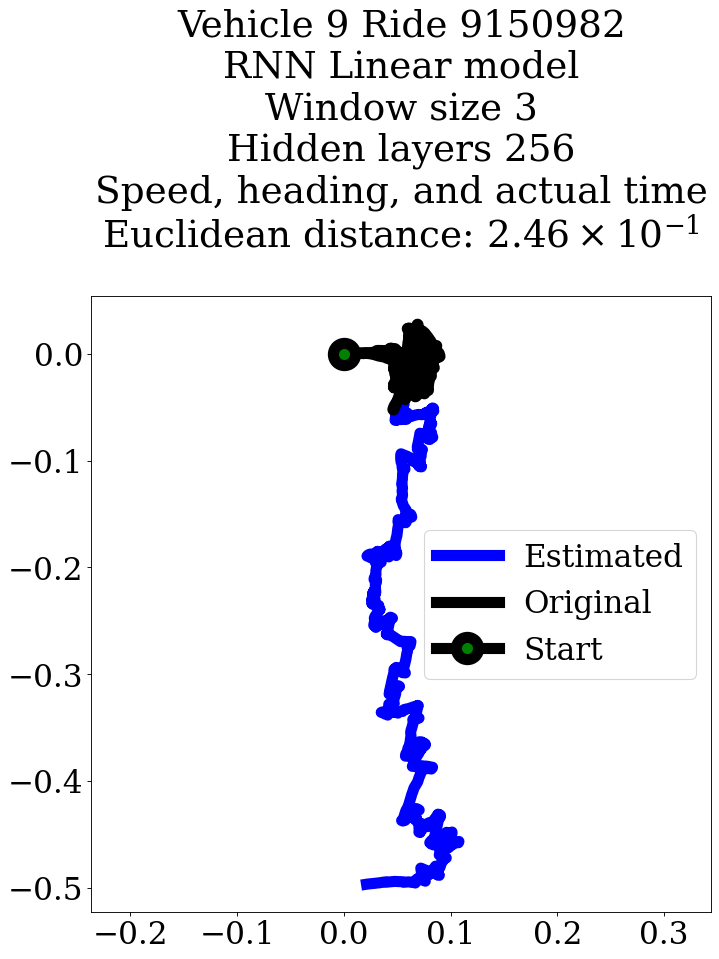 Vehicle 9 Ride 9150982
RNN Linear model
Window size 3
Hidden layers 256
Speed, heading, and actual time
Euclidean distance: 2.46 × 10⁻¹
0.0
−0.1
−0.2
−0.3
−0.4
−0.5
Estimated
Original
Start
−0.2 −0.1 0.0 0.1 0.2 0.3